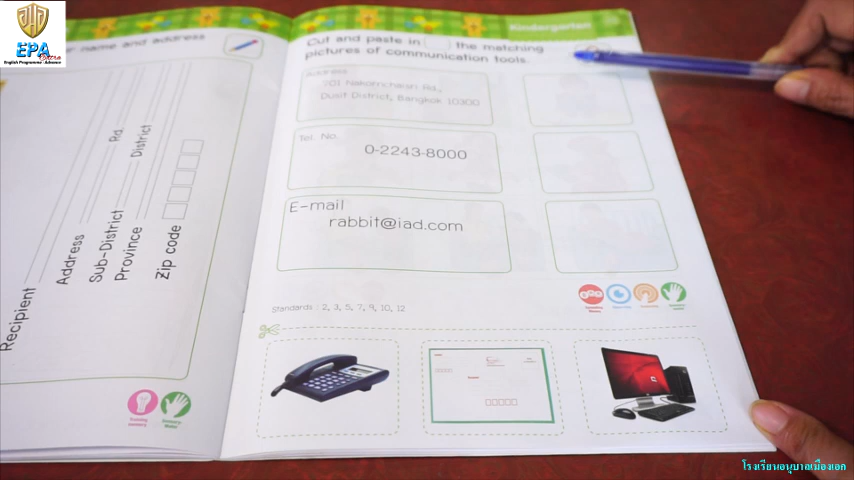 EPA
Extra
English Programme : Advance
name and address
Recipient
Address
Rd.
Sub-District
District
Province
Zip code
Kindergarten
Cut and paste in the matching
pictures of communication tools.
Address
201 Nakornchaisri Rd.,
Dusit District, Bangkok 10300
Tel. No.
0-2243-8000
E-mail
rabbit@iad.com
Standards : 2, 3, 5, 7, 9, 10, 12
โรงเรียนอนุบาลเมืองเอก